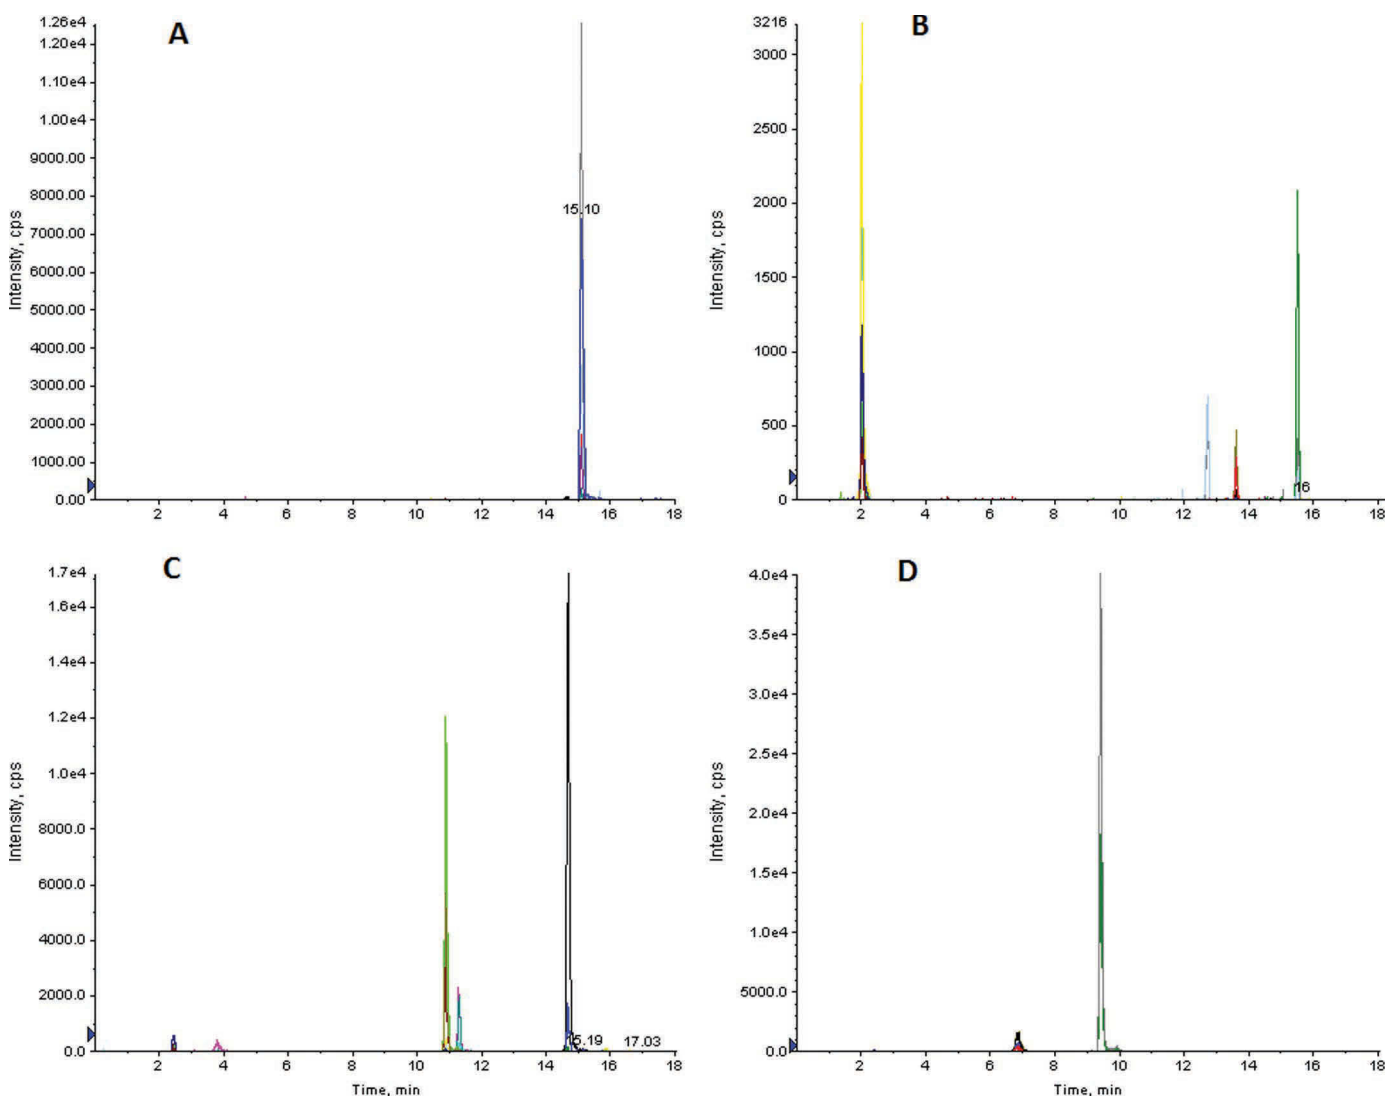 A
1.26e4
1.20e4
1.10e4
1.00e4
9000.00
8000.00
7000.00
6000.00
5000.00
4000.00
3000.00
2000.00
1000.00
0.00
Intensity, cps
15.10
2 4 6 8 10 12 14 16 18
B
3216
3000
2500
2000
1500
1000
500
0
Intensity, cps
16
2 4 6 8 10 12 14 16 18
C
1.7e4
1.6e4
1.4e4
1.2e4
1.0e4
8000.0
6000.0
4000.0
2000.0
0.0
Intensity, cps
5.19 17.03
2 4 6 8 10 12 14 16 18
Time, min
D
4.0e4
3.5e4
3.0e4
2.5e4
2.0e4
1.5e4
1.0e4
5000.0
0.0
Intensity, cps
2 4 6 8 10 12 14 16 18
Time, min